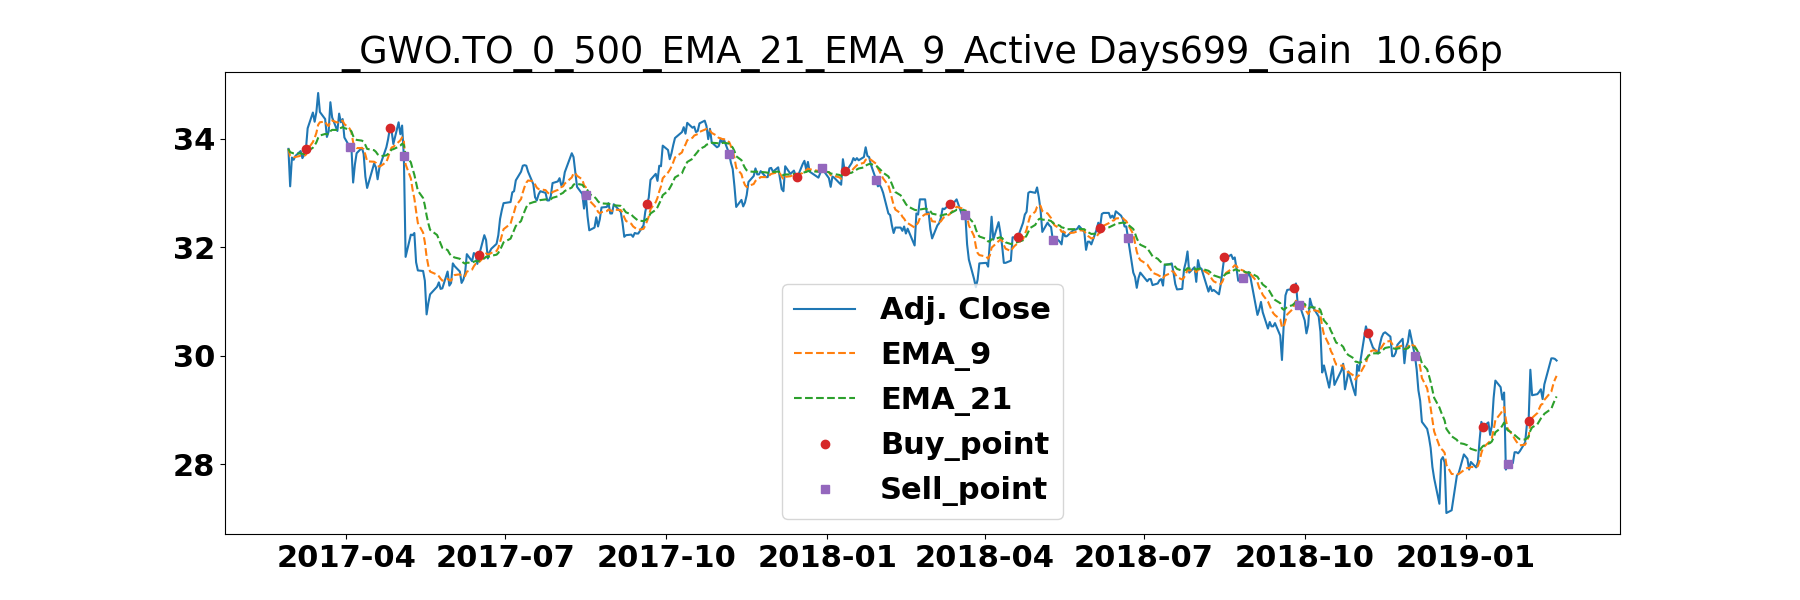 _GWO.TO_0_500_EMA_21_EMA_9_Active Days699_Gain  10.66p
34
32
30
28
Adj. Close
EMA_9
EMA_21
Buy_point
Sell_point
2017-04 2017-07 2017-10 2018-01 2018-04 2018-07 2018-10 2019-01